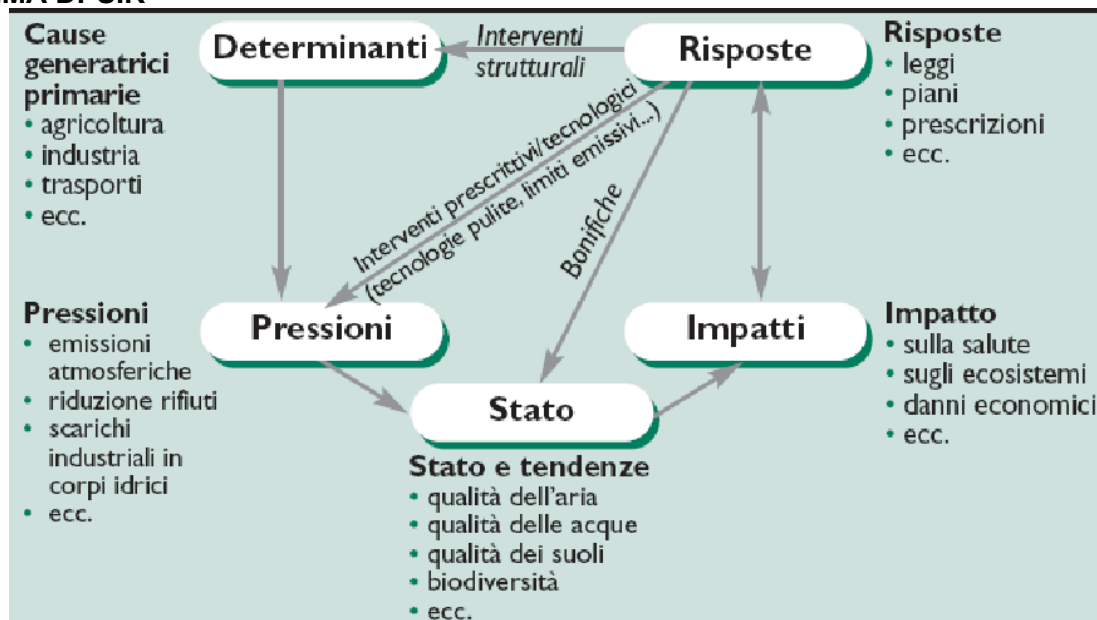 Cause
generatrici
primarie
• agricoltura
• industria
• trasporti
• ecc.
Determinanti
Interventi
strutturali
Risposte
Risposte
• leggi
• piani
• prescrizioni
• ecc.
Interventi prescrittivi/tecnologici
(tecnologie pulite, limiti emissivi...)
Bonifiche
Pressioni
• emissioni
atmosferiche
• riduzione rifiuti
• scarichi
industriali in
corpi idrici
• ecc.
Pressioni
Impatti
Impatto
• sulla salute
• sugli ecosistemi
• danni economici
• ecc.
Stato
Stato e tendenze
• qualità dell'aria
• qualità delle acque
• qualità dei suoli
• biodiversità
• ecc.